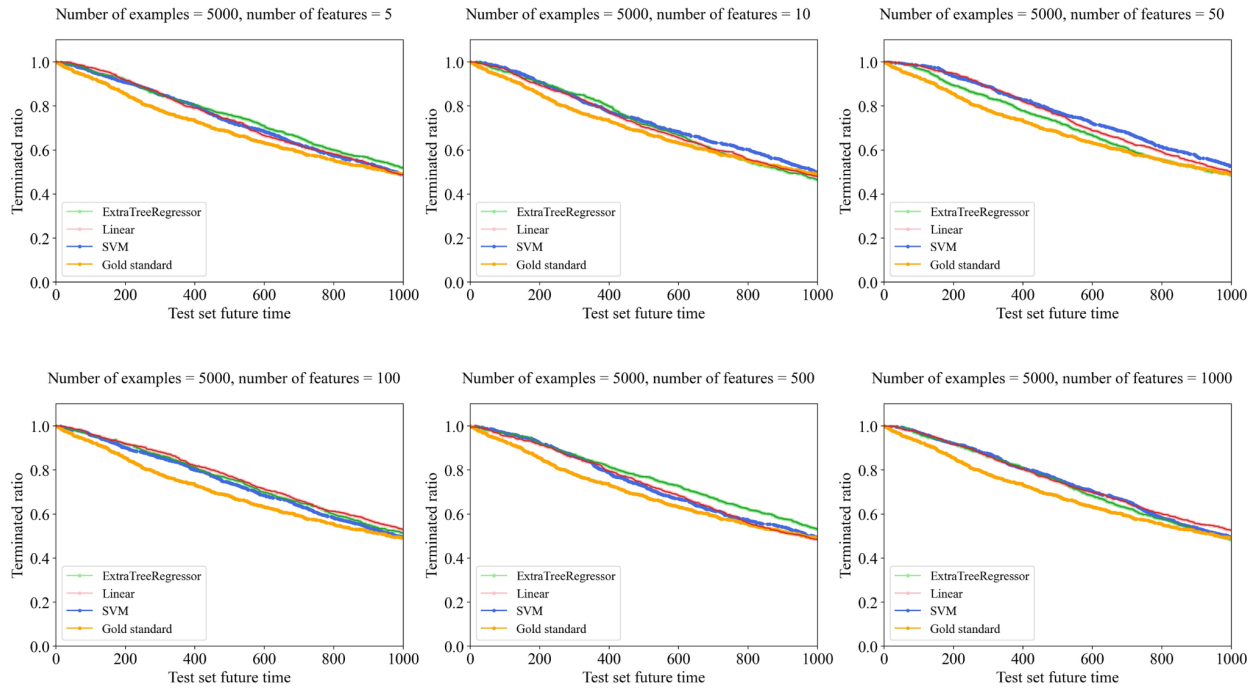 Number of examples = 5000, number of features = 5
Terminated ratio
1.0
0.8
0.6
0.4
0.2
0.0
ExtraTreeRegressor
Linear
SVM
Gold standard
0 200 400 600 800 1000
Test set future time
Number of examples = 5000, number of features = 10
Terminated ratio
1.0
0.8
0.6
0.4
0.2
0.0
ExtraTreeRegressor
Linear
SVM
Gold standard
0 200 400 600 800 1000
Test set future time
Number of examples = 5000, number of features = 50
Terminated ratio
1.0
0.8
0.6
0.4
0.2
0.0
ExtraTreeRegressor
Linear
SVM
Gold standard
0 200 400 600 800 1000
Test set future time
Number of examples = 5000, number of features = 100
Terminated ratio
1.0
0.8
0.6
0.4
0.2
0.0
ExtraTreeRegressor
Linear
SVM
Gold standard
0 200 400 600 800 1000
Test set future time
Number of examples = 5000, number of features = 500
Terminated ratio
1.0
0.8
0.6
0.4
0.2
0.0
ExtraTreeRegressor
Linear
SVM
Gold standard
0 200 400 600 800 1000
Test set future time
Number of examples = 5000, number of features = 1000
Terminated ratio
1.0
0.8
0.6
0.4
0.2
0.0
ExtraTreeRegressor
Linear
SVM
Gold standard
0 200 400 600 800 1000
Test set future time